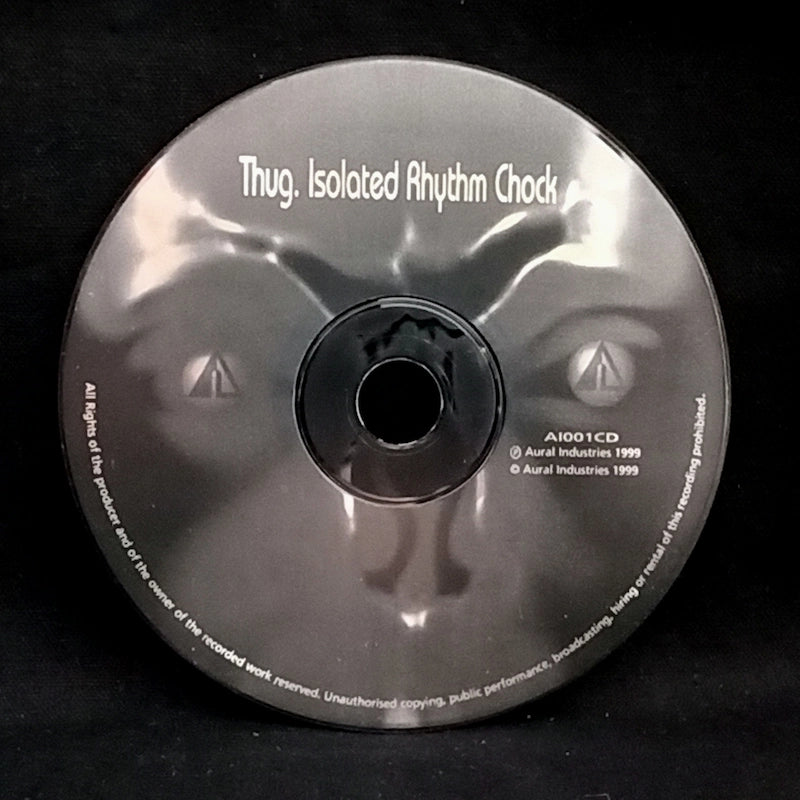 Thug. Isolated Rhythm Chock
AI001CD
Ⓟ Aural Industries 1999
© Aural Industries 1999
All Rights of the producer and of the owner of the recorded work reserved. Unauthorised copying, public performance, broadcasting, hiring or rental of this recording prohibited.